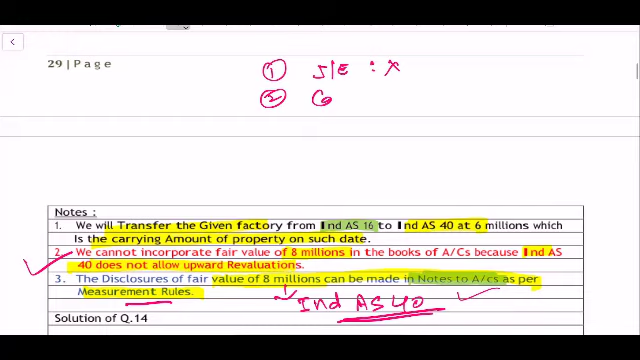 29 | P a g e
① S/E : X
② Co
Notes :
1. We will Transfer the Given factory from Ind AS 16 to Ind AS 40 at 6 millions which
Is the carrying Amount of property on such date.
2. We cannot incorporate fair value of 8 millions in the books of A/Cs because Ind AS
40 does not allow upward Revaluations.
3. The Disclosures of fair value of 8 millions can be made in Notes to A/cs as per
Measurement Rules.
Ind AS 40
Solution of Q.14